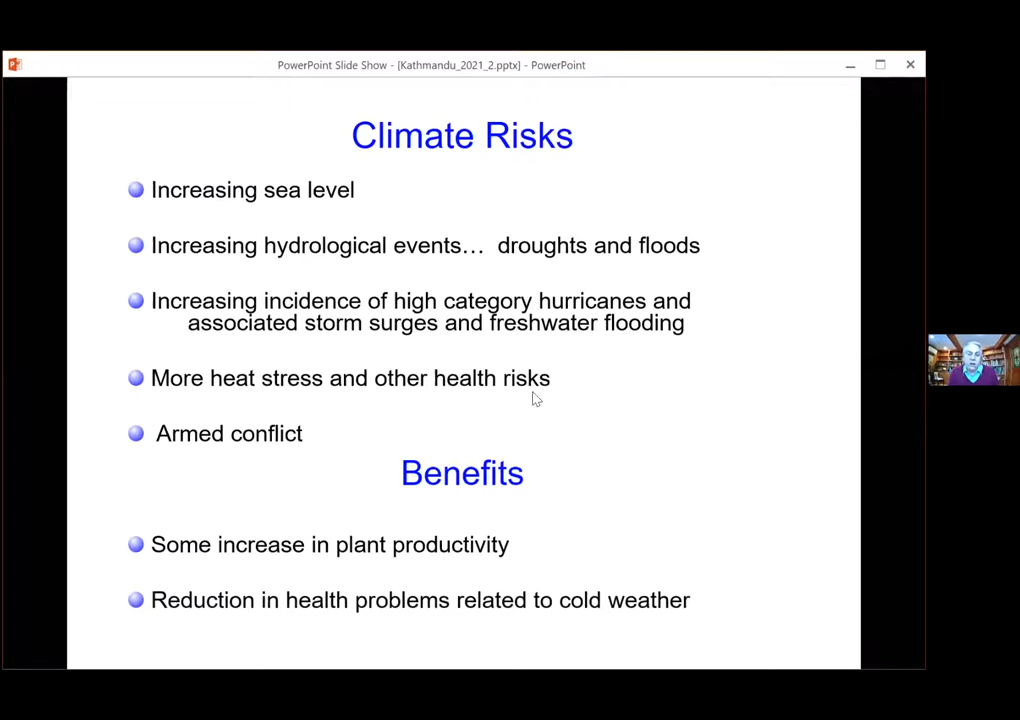 PowerPoint Slide Show - [Kathmandu_2021_2.pptx] - PowerPoint
Climate Risks
Increasing sea level
Increasing hydrological events… droughts and floods
Increasing incidence of high category hurricanes and
associated storm surges and freshwater flooding
More heat stress and other health risks
Armed conflict
Benefits
Some increase in plant productivity
Reduction in health problems related to cold weather